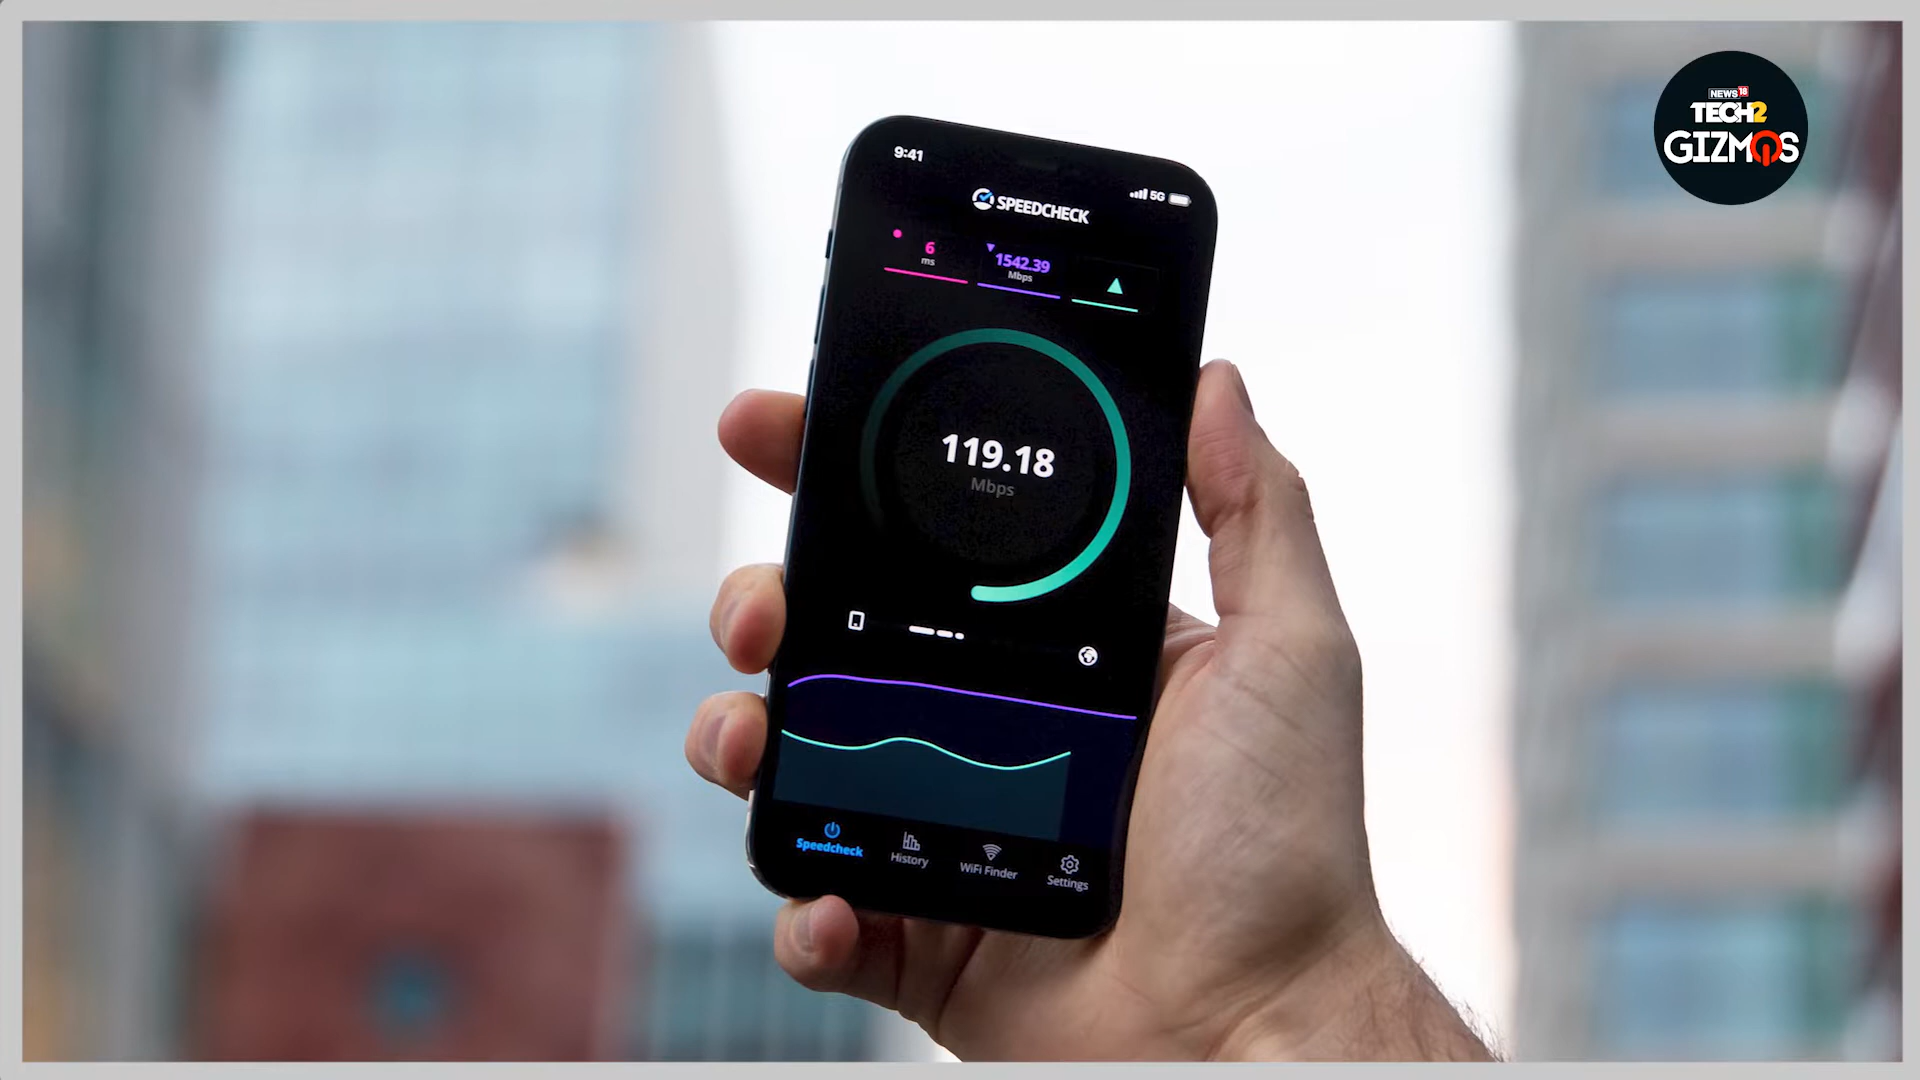 NEWS18
TECH2
GIZMOS
9:41
5G
SPEEDCHECK
6
ms
1542.39
Mbps
119.18
Mbps
Speedcheck
History
WiFi Finder
Settings